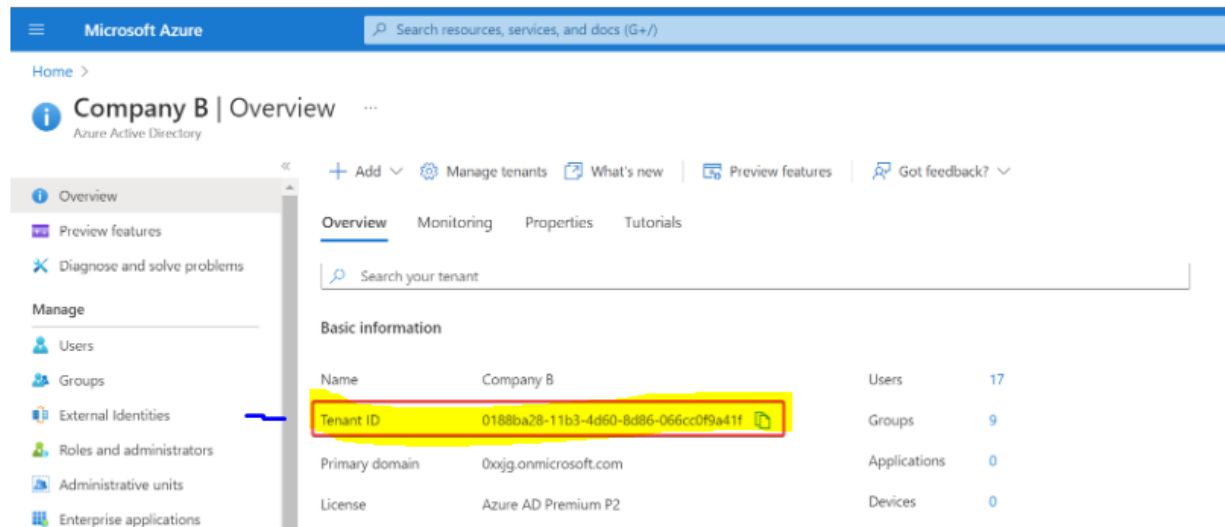 Microsoft Azure
Search resources, services, and docs (G+/)
Home >
Company B | Overview ...
Azure Active Directory
«
+ Add Manage tenants What's new Preview features Got feedback?
Overview
Preview features
Diagnose and solve problems
Manage
Users
Groups
External Identities
Roles and administrators
Administrative units
Enterprise applications
Overview Monitoring Properties Tutorials
Search your tenant
Basic information
Name Company B Users 17
Tenant ID 0188ba28-11b3-4d60-8d86-066cc0f9a41f Groups 9
Primary domain 0xxjg.onmicrosoft.com Applications 0
License Azure AD Premium P2 Devices 0